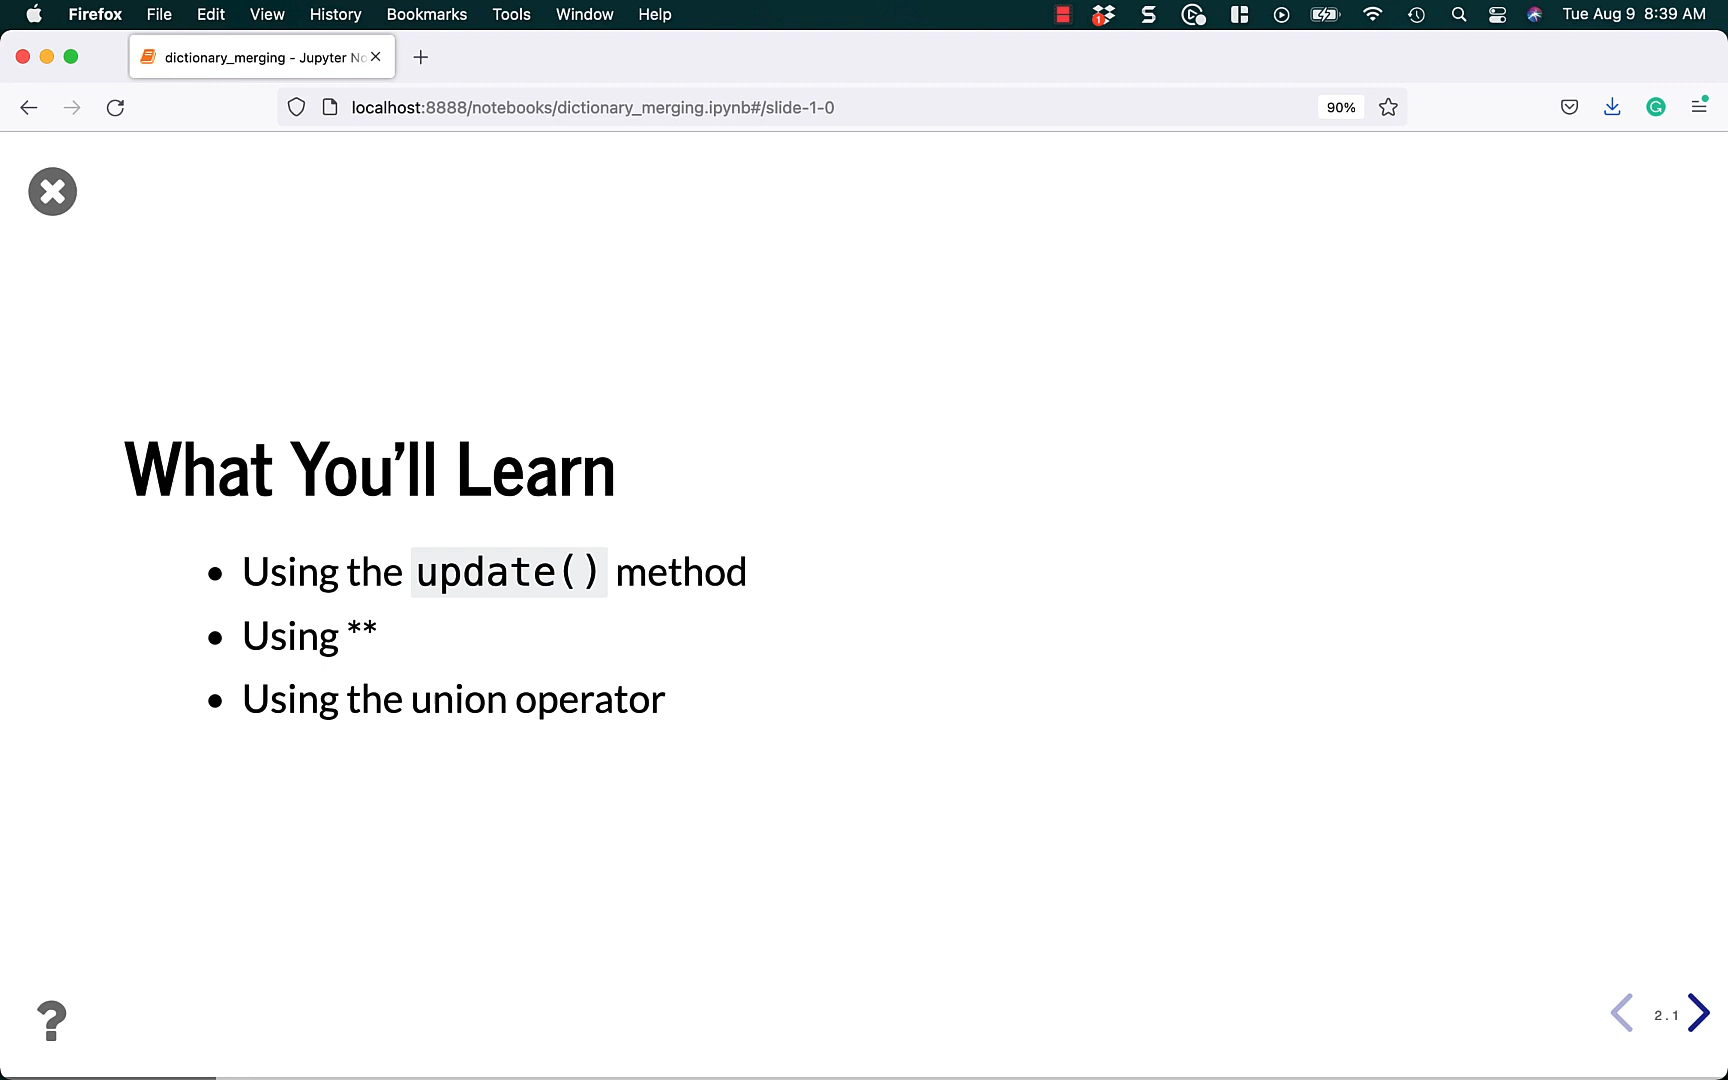 Firefox File Edit View History Bookmarks Tools Window Help 1 S Tue Aug 9 8:39 AM
dictionary_merging - Jupyter No
localhost:8888/notebooks/dictionary_merging.ipynb#/slide-1-0 90%
What You'll Learn
• Using the update() method
• Using **
• Using the union operator
? 2.1